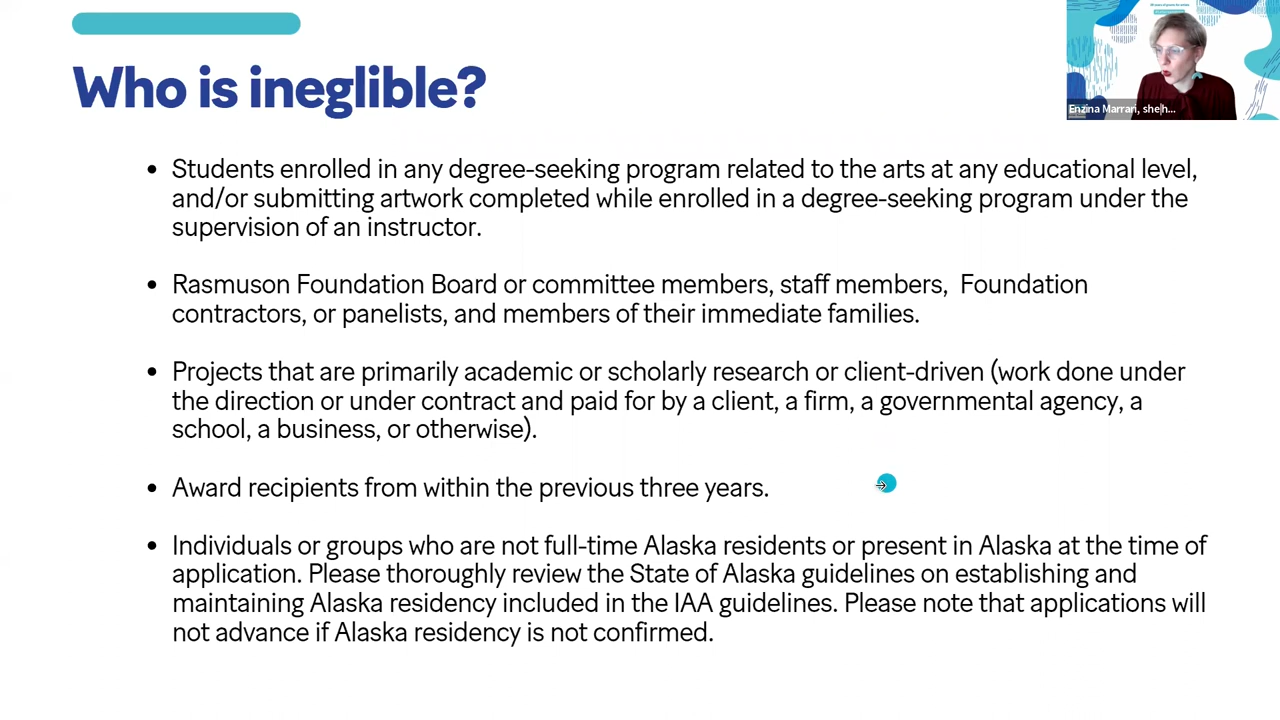 Who is ineglible?
Enzina Marrari, she|h...
• Students enrolled in any degree-seeking program related to the arts at any educational level,
and/or submitting artwork completed while enrolled in a degree-seeking program under the
supervision of an instructor.
• Rasmuson Foundation Board or committee members, staff members,  Foundation
contractors, or panelists, and members of their immediate families.
• Projects that are primarily academic or scholarly research or client-driven (work done under
the direction or under contract and paid for by a client, a firm, a governmental agency, a
school, a business, or otherwise).
• Award recipients from within the previous three years.
• Individuals or groups who are not full-time Alaska residents or present in Alaska at the time of
application. Please thoroughly review the State of Alaska guidelines on establishing and
maintaining Alaska residency included in the IAA guidelines. Please note that applications will
not advance if Alaska residency is not confirmed.